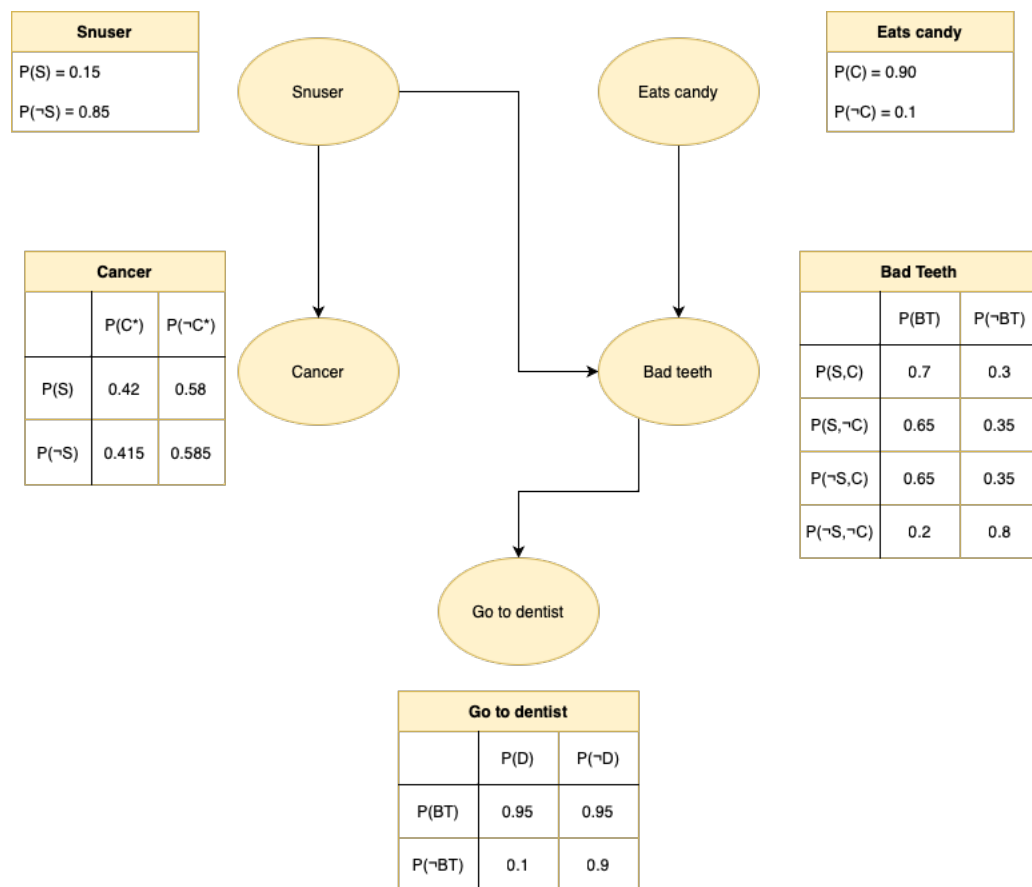 Snuser
P(S) = 0.15
P(¬S) = 0.85
Snuser
Eats candy
Eats candy
P(C) = 0.90
P(¬C) = 0.1
Cancer
P(C*) P(¬C*)
P(S) 0.42 0.58
P(¬S) 0.415 0.585
Cancer
Bad teeth
Bad Teeth
P(BT) P(¬BT)
P(S,C) 0.7 0.3
P(S,¬C) 0.65 0.35
P(¬S,C) 0.65 0.35
P(¬S,¬C) 0.2 0.8
Go to dentist
Go to dentist
P(D) P(¬D)
P(BT) 0.95 0.95
P(¬BT) 0.1 0.9